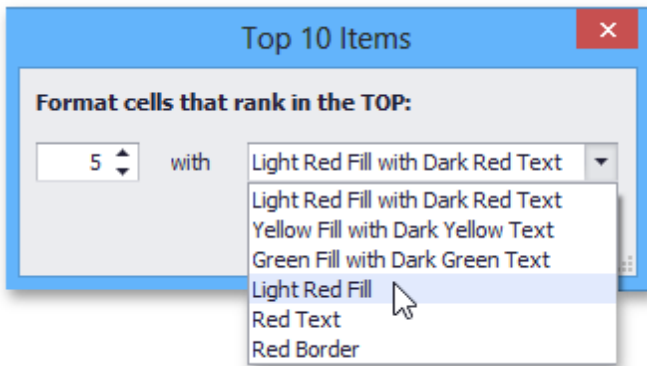 Top 10 Items
Format cells that rank in the TOP:
5 with Light Red Fill with Dark Red Text
Light Red Fill with Dark Red Text
Yellow Fill with Dark Yellow Text
Green Fill with Dark Green Text
Light Red Fill
Red Text
Red Border